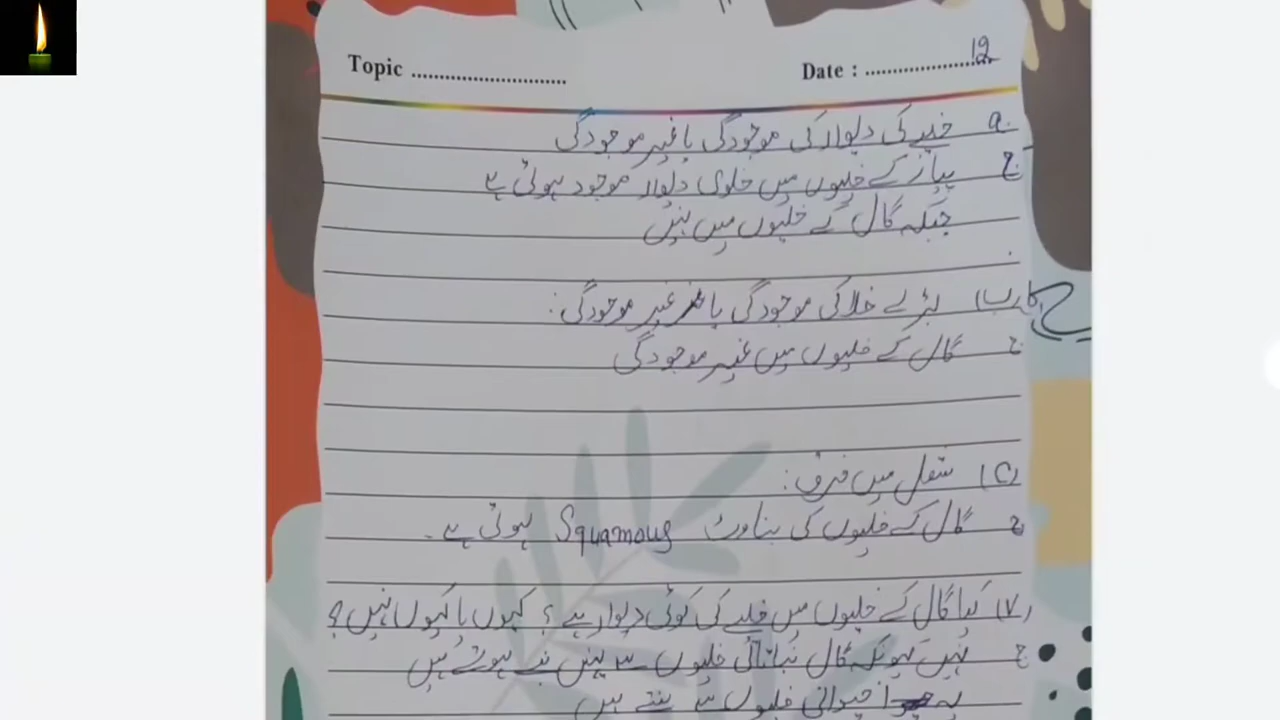 Topic ..............................
Date : ..................... 12
a. خلیے کی دیوار کی موجودگی یا غیر موجودگی
ج پیاز کے خلیوں میں خلوی دیوار موجود ہوتی ہے
جبکہ گال کے خلیوں میں نہیں
بڑے خلا کی موجودگی یا غیر موجودگی:
ج گال کے خلیوں میں غیر موجودگی
(C) شکل میں فرق:
ج گال کے خلیوں کی بناوٹ Squamous ہوتی ہے۔
(V) کیا گال کے خلیوں میں خلیے کی کوئی دیوار ہے؟ کیوں یا کیوں نہیں؟
ج نہیں کیونکہ گال نباتاتی خلیوں سے نہیں بنے ہوتے ہیں
یہ حیوانی خلیوں سے بنتے ہیں